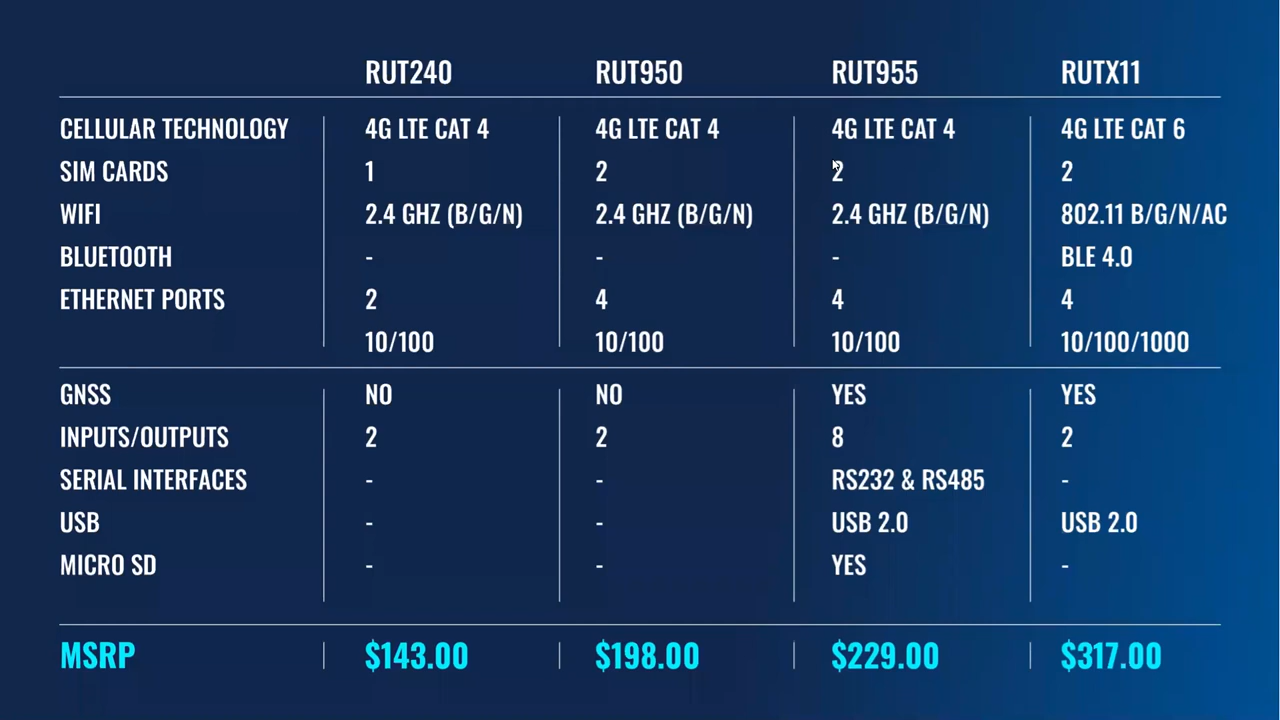 RUT240 RUT950 RUT955 RUTX11
CELLULAR TECHNOLOGY 4G LTE CAT 4 4G LTE CAT 4 4G LTE CAT 4 4G LTE CAT 6
SIM CARDS 1 2 2 2
WIFI 2.4 GHZ (B/G/N) 2.4 GHZ (B/G/N) 2.4 GHZ (B/G/N) 802.11 B/G/N/AC
BLUETOOTH - - - BLE 4.0
ETHERNET PORTS 2 4 4 4
10/100 10/100 10/100 10/100/1000
GNSS NO NO YES YES
INPUTS/OUTPUTS 2 2 8 2
SERIAL INTERFACES - - RS232 & RS485 -
USB - - USB 2.0 USB 2.0
MICRO SD - - YES -
MSRP $143.00 $198.00 $229.00 $317.00